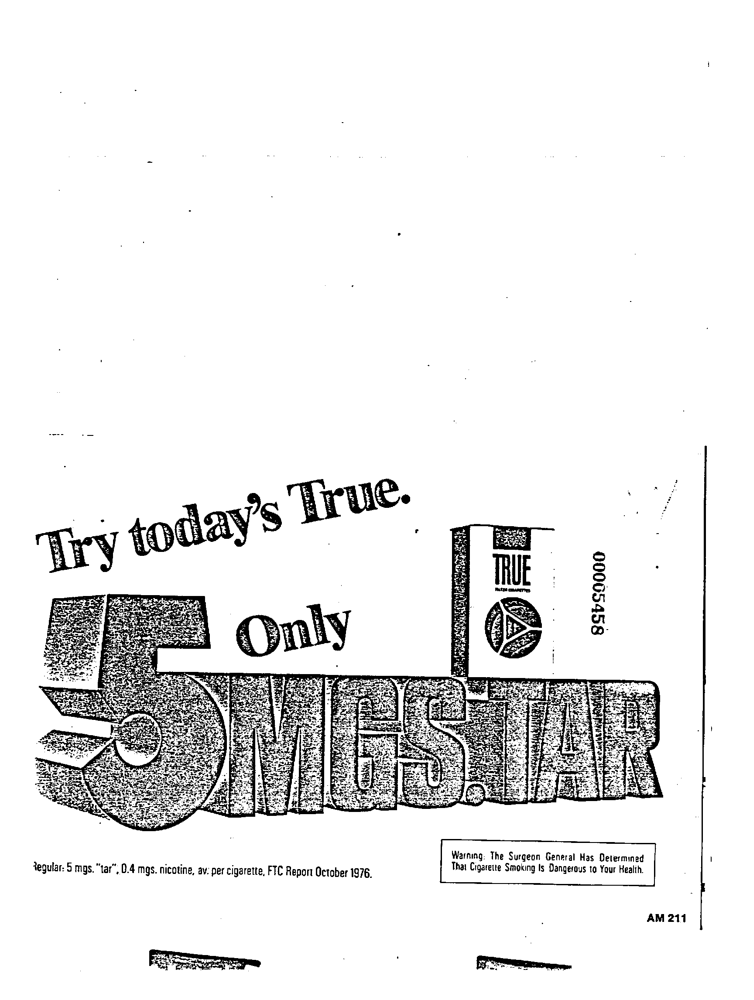 Try today's True.
TRUE
FILTER CIGARETTES
00065458
Only
5 MGS. TAR
Regular: 5 mgs. "tar", 0.4 mgs. nicotine, av. per cigarette, FTC Report October 1976.
Warning: The Surgeon General Has Determined
That Cigarette Smoking Is Dangerous to Your Health.
AM 211